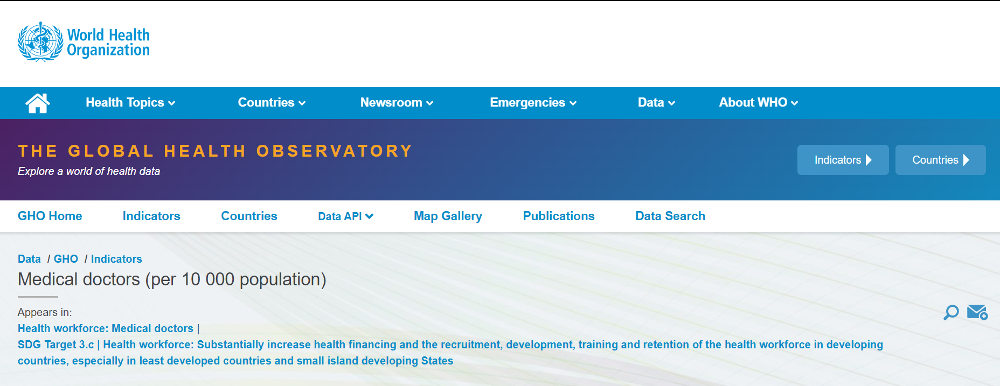 World Health
Organization
Health Topics
Countries
Newsroom
Emergencies
Data
About WHO
THE GLOBAL HEALTH OBSERVATORY
Explore a world of health data
Indicators
Countries
GHO Home
Indicators
Countries
Data API
Map Gallery
Publications
Data Search
Data / GHO / Indicators
Medical doctors (per 10 000 population)
Appears in:
Health workforce: Medical doctors |
SDG Target 3.c | Health workforce: Substantially increase health financing and the recruitment, development, training and retention of the health workforce in developing
countries, especially in least developed countries and small island developing States